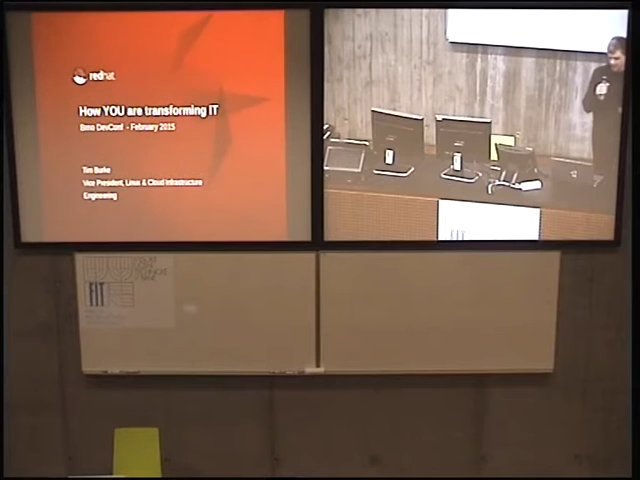 redhat
How YOU are transforming IT
Brno DevConf - February 2015
Tim Burke
Vice President, Linux & Cloud Infrastructure
Engineering
FIT
FIT